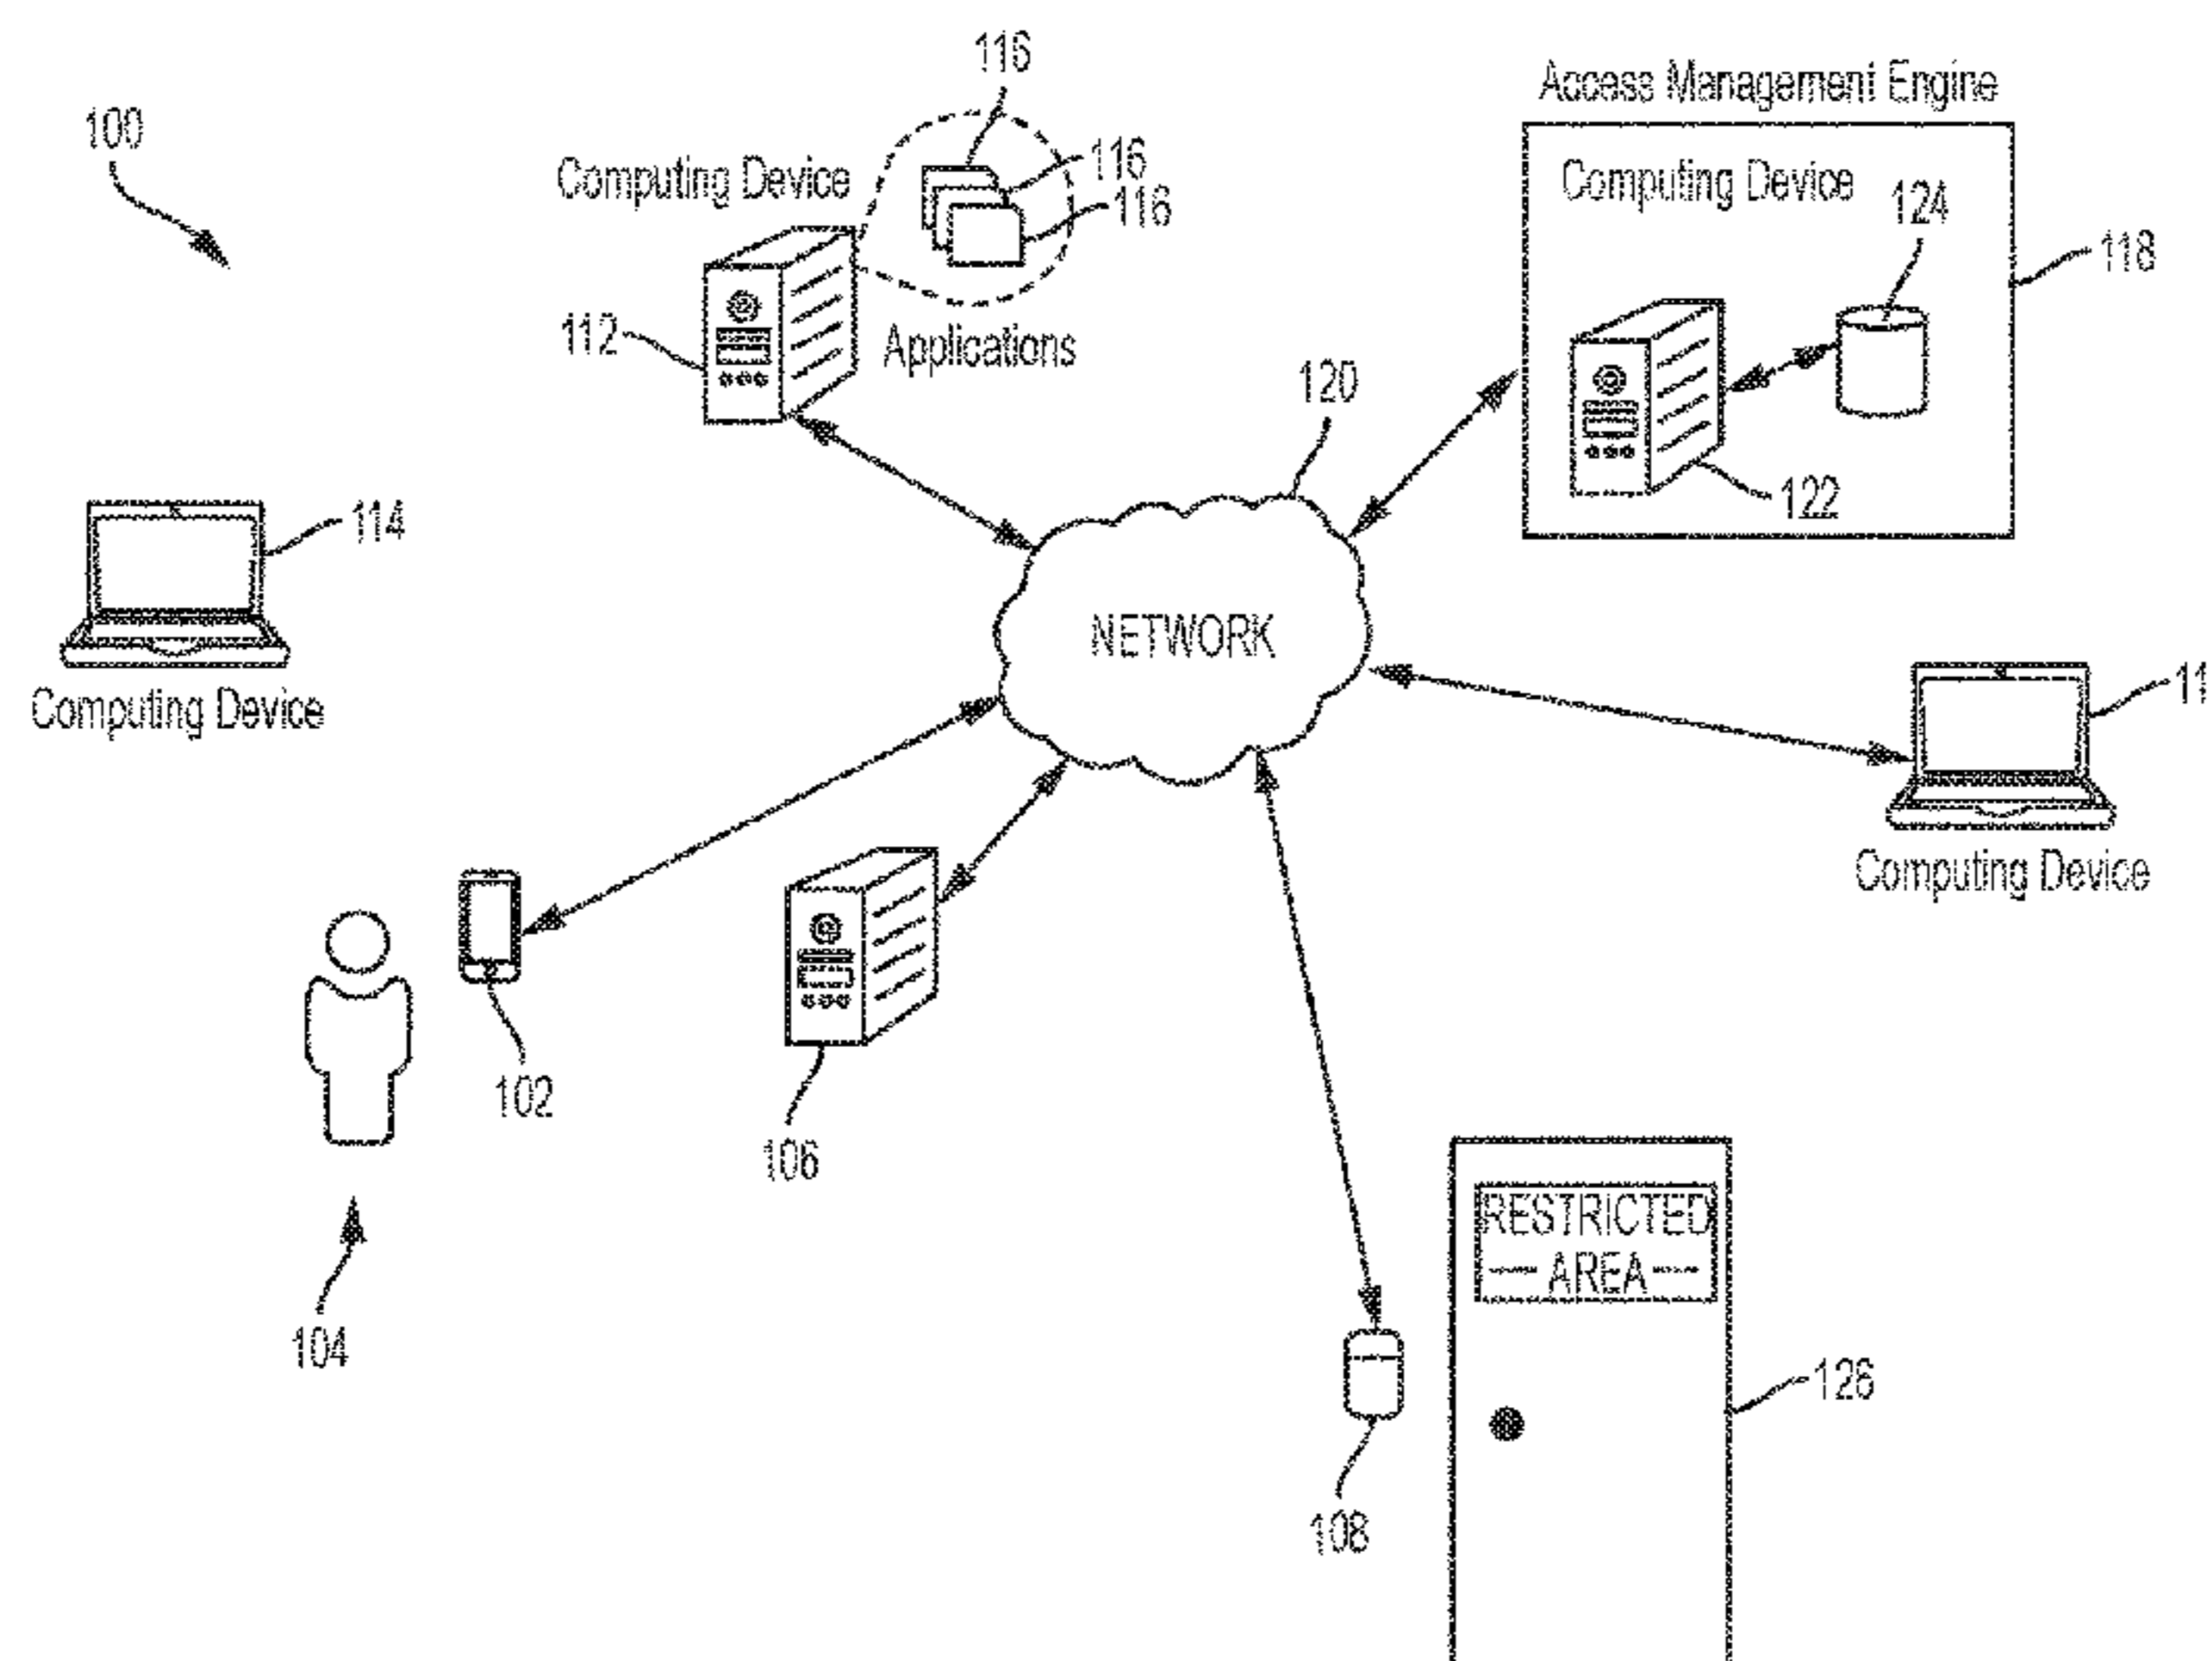 116
Access Management Engine
100
Computing Device
116
Computing Device
124
116
118
112
Applications
120
114
122
NETWORK
Computing Device
11
Computing Device
102
106
RESTRICTED
AREA
104
126
108